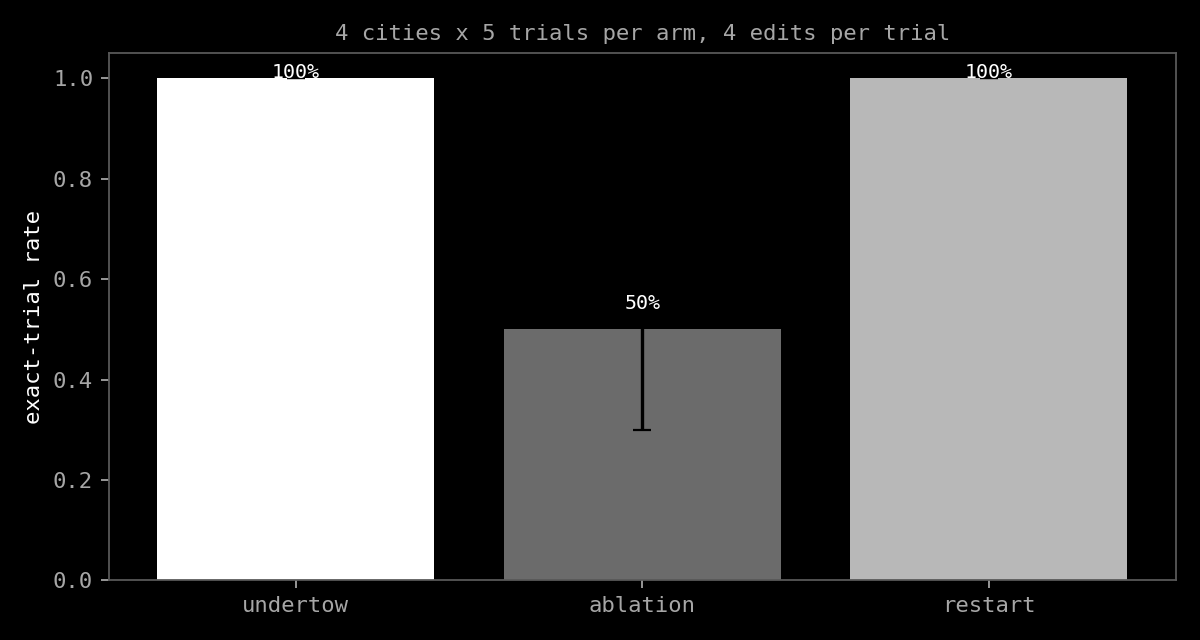 4 cities x 5 trials per arm, 4 edits per trial
exact-trial rate
1.0
0.8
0.6
0.4
0.2
0.0
100%
50%
100%
undertow
ablation
restart